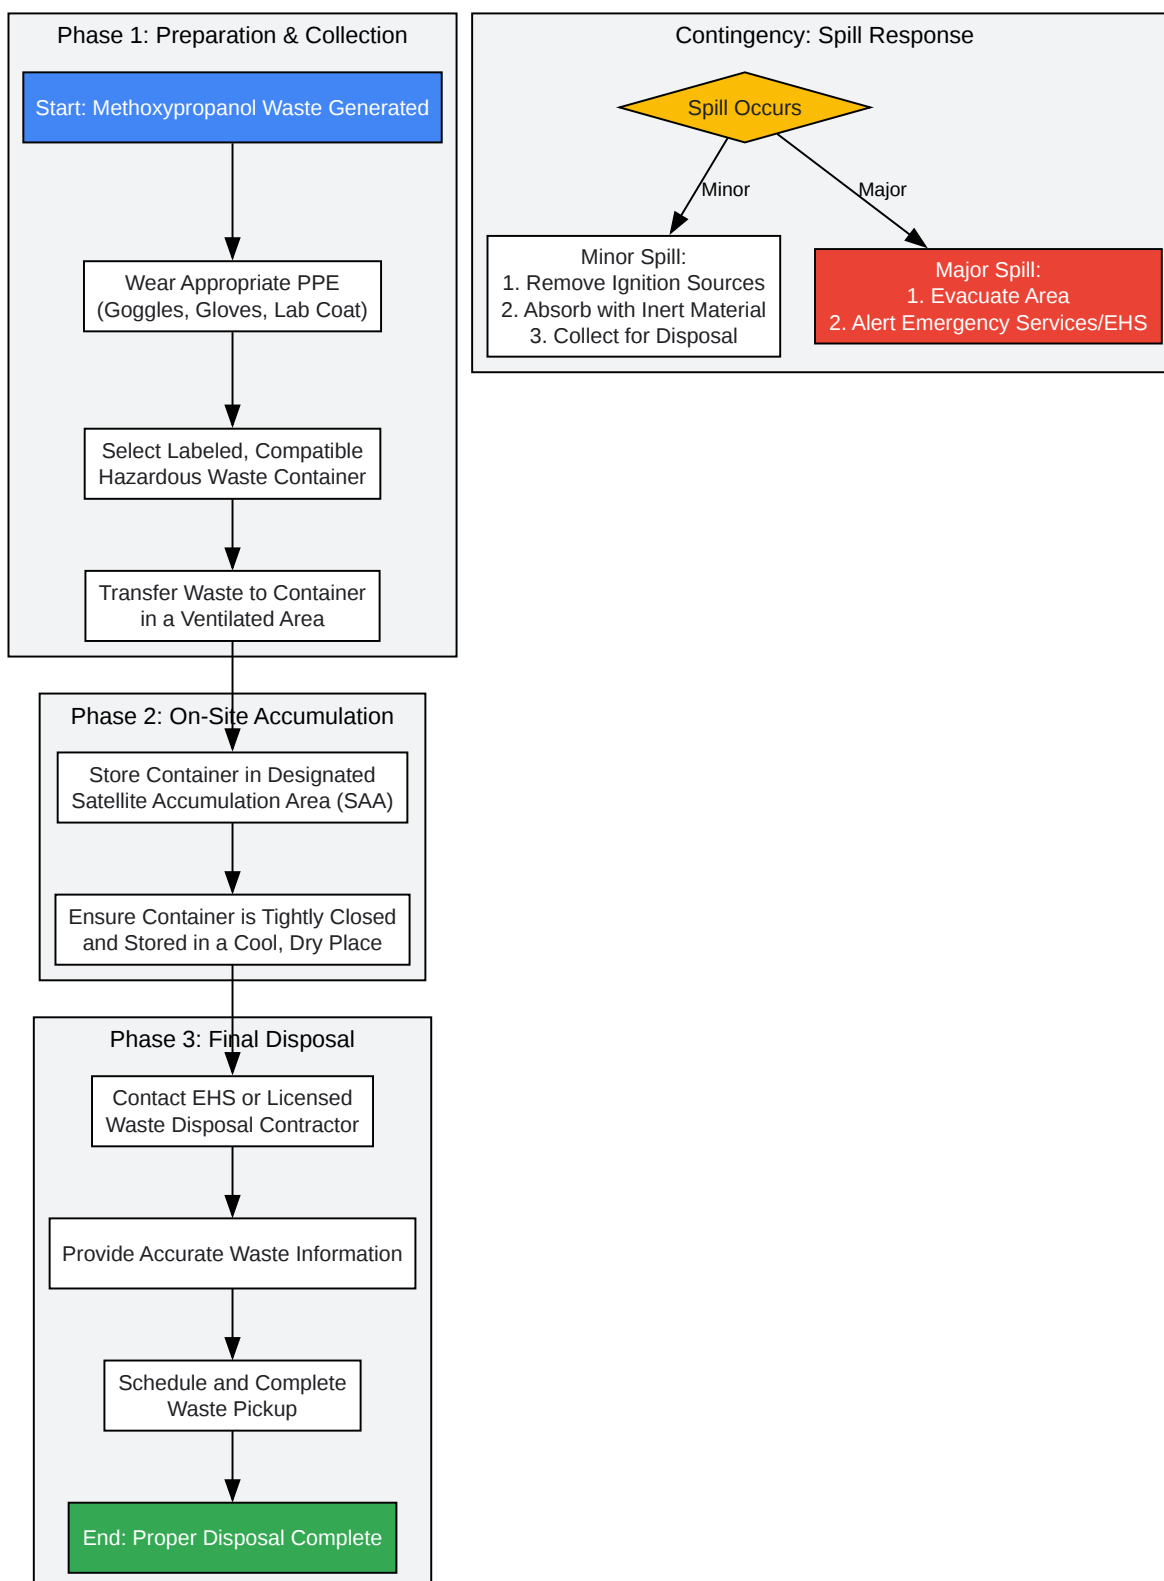 Phase 1: Preparation & Collection
Start: Methoxypropanol Waste Generated
Wear Appropriate PPE
(Goggles, Gloves, Lab Coat)
Select Labeled, Compatible
Hazardous Waste Container
Transfer Waste to Container
in a Ventilated Area
Phase 2: On-Site Accumulation
Store Container in Designated
Satellite Accumulation Area (SAA)
Ensure Container is Tightly Closed
and Stored in a Cool, Dry Place
Phase 3: Final Disposal
Contact EHS or Licensed
Waste Disposal Contractor
Provide Accurate Waste Information
Schedule and Complete
Waste Pickup
End: Proper Disposal Complete
Contingency: Spill Response
Spill Occurs
Minor
Major
Minor Spill:
1. Remove Ignition Sources
2. Absorb with Inert Material
3. Collect for Disposal
Major Spill:
1. Evacuate Area
2. Alert Emergency Services/EHS